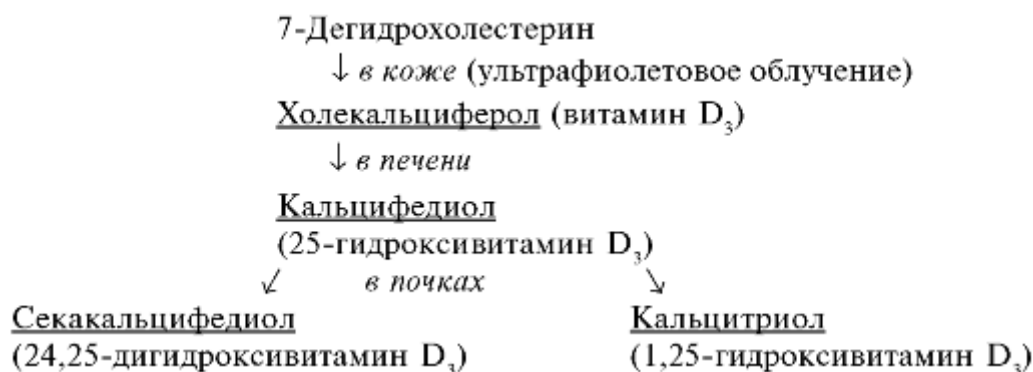 7-Дегидрохолестерин
↓ в коже (ультрафиолетовое облучение)
Холекальциферол (витамин D₃)
↓ в печени
Кальцифедиол
(25-гидроксивитамин D₃)
↙ в почках ↘
Секакальцифедиол Кальцитриол
(24,25-дигидроксивитамин D₃) (1,25-гидроксивитамин D₃)